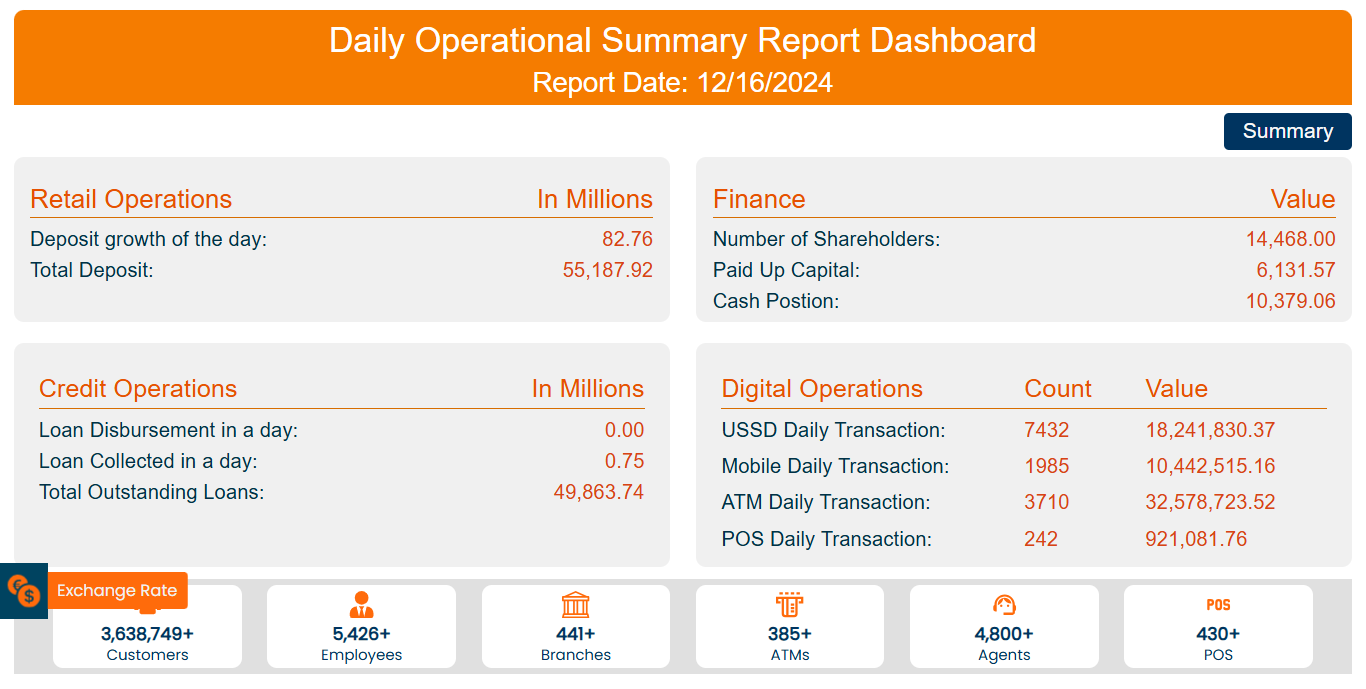 Daily Operational Summary Report Dashboard
Report Date: 12/16/2024
Summary
Retail Operations In Millions
Deposit growth of the day: 82.76
Total Deposit: 55,187.92
Finance Value
Number of Shareholders: 14,468.00
Paid Up Capital: 6,131.57
Cash Postion: 10,379.06
Credit Operations In Millions
Loan Disbursement in a day: 0.00
Loan Collected in a day: 0.75
Total Outstanding Loans: 49,863.74
Digital Operations Count Value
USSD Daily Transaction: 7432 18,241,830.37
Mobile Daily Transaction: 1985 10,442,515.16
ATM Daily Transaction: 3710 32,578,723.52
POS Daily Transaction: 242 921,081.76
€ $ Exchange Rate
3,638,749+
Customers
5,426+
Employees
441+
Branches
385+
ATMs
4,800+
Agents
POS
430+
POS